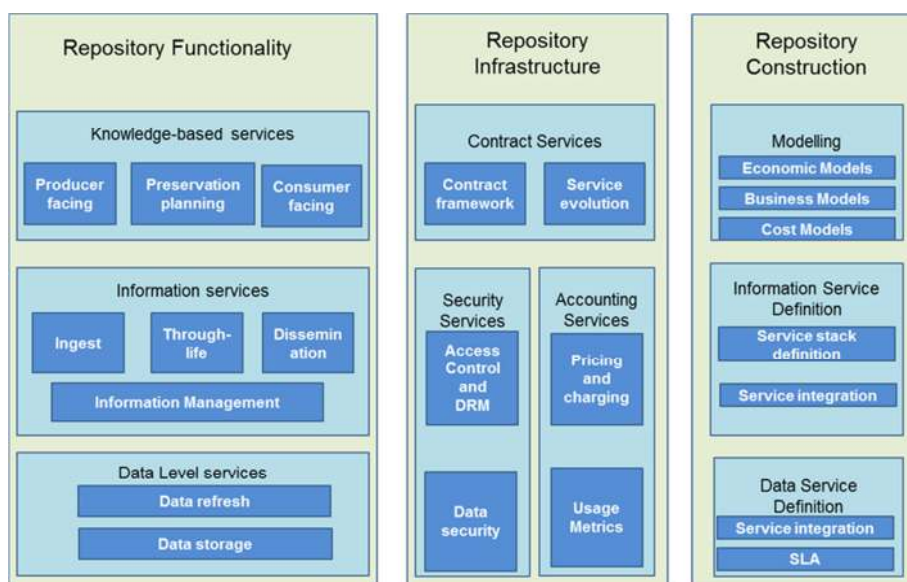 Repository Functionality
Knowledge-based services
Producer
facing
Preservation
planning
Consumer
facing
Information services
Ingest
Through-
life
Dissemin
ation
Information Management
Data Level services
Data refresh
Data storage
Repository
Infrastructure
Contract Services
Contract
framework
Service
evolution
Security
Services
Access
Control
and
DRM
Data
security
Accounting
Services
Pricing
and
charging
Usage
Metrics
Repository
Construction
Modelling
Economic Models
Business Models
Cost Models
Information Service
Definition
Service stack
definition
Service integration
Data Service
Definition
Service integration
SLA